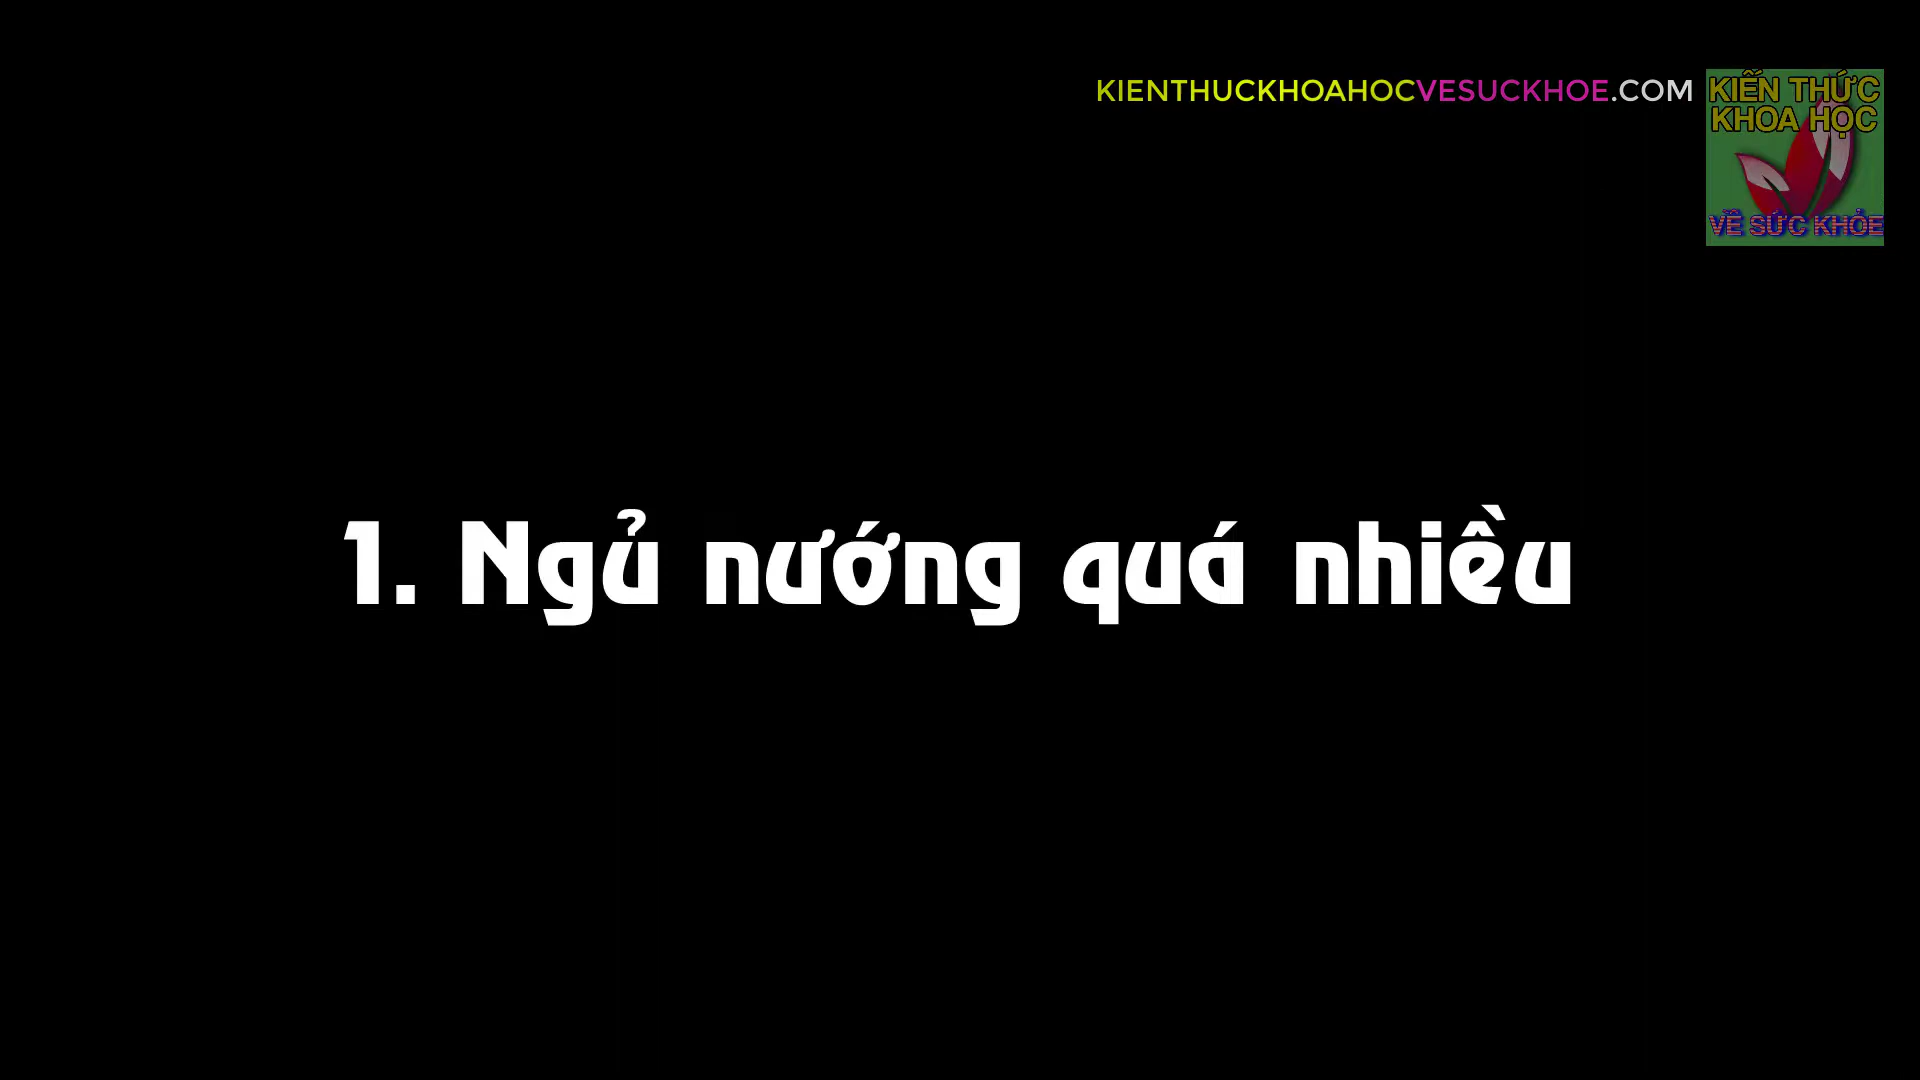 KIENTHUCKHOAHOCVESUCKHOE.COM
KIẾN THỨC
KHOA HỌC
VỀ SỨC KHỎE
1. Ngủ nướng quá nhiều